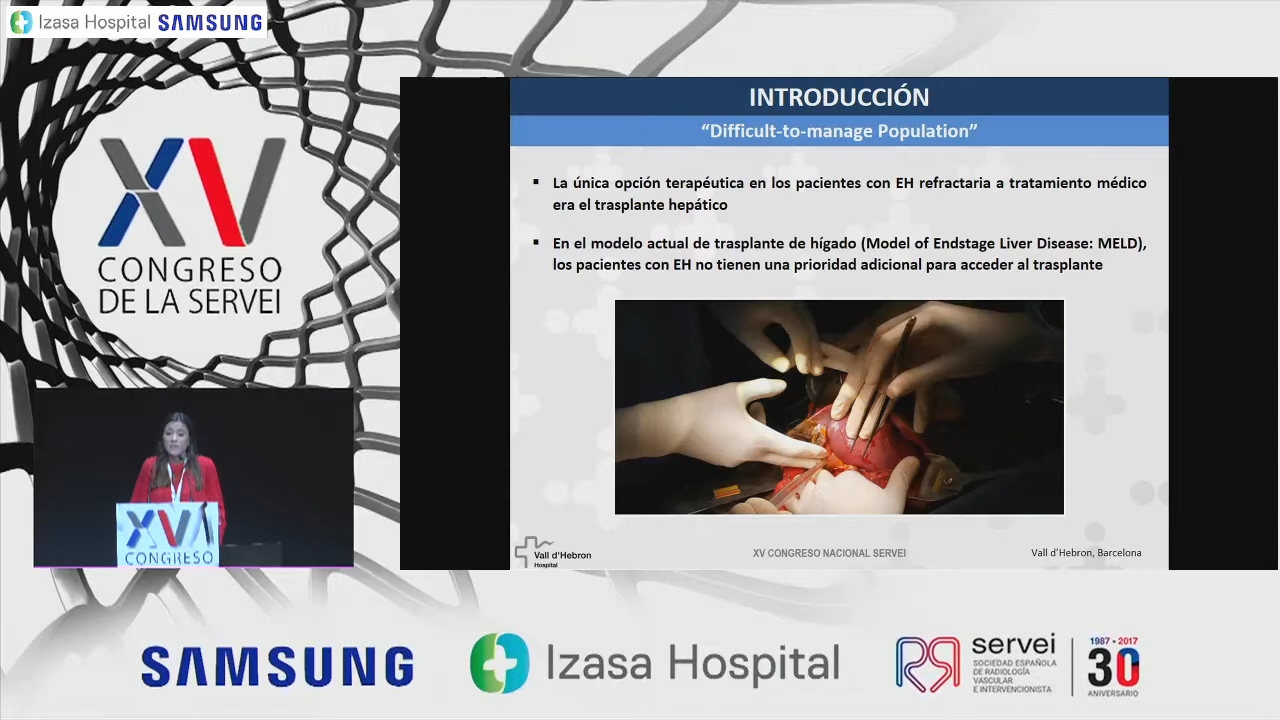 Izasa Hospital SAMSUNG
XV
CONGRESO
DE LA SERVEI
INTRODUCCIÓN
“Difficult-to-manage Population”
La única opción terapéutica en los pacientes con EH refractaria a tratamiento médico
era el trasplante hepático
En el modelo actual de trasplante de hígado (Model of Endstage Liver Disease: MELD),
los pacientes con EH no tienen una prioridad adicional para acceder al trasplante
Vall d’Hebron
Hospital
XV CONGRESO NACIONAL SERVEI
Vall d’Hebron, Barcelona
XV
CONGRESO
SAMSUNG
Izasa Hospital
servei
SOCIEDAD ESPAÑOLA
DE RADIOLOGÍA
VASCULAR
E INTERVENCIONISTA
1987 • 2017
30
ANIVERSARIO